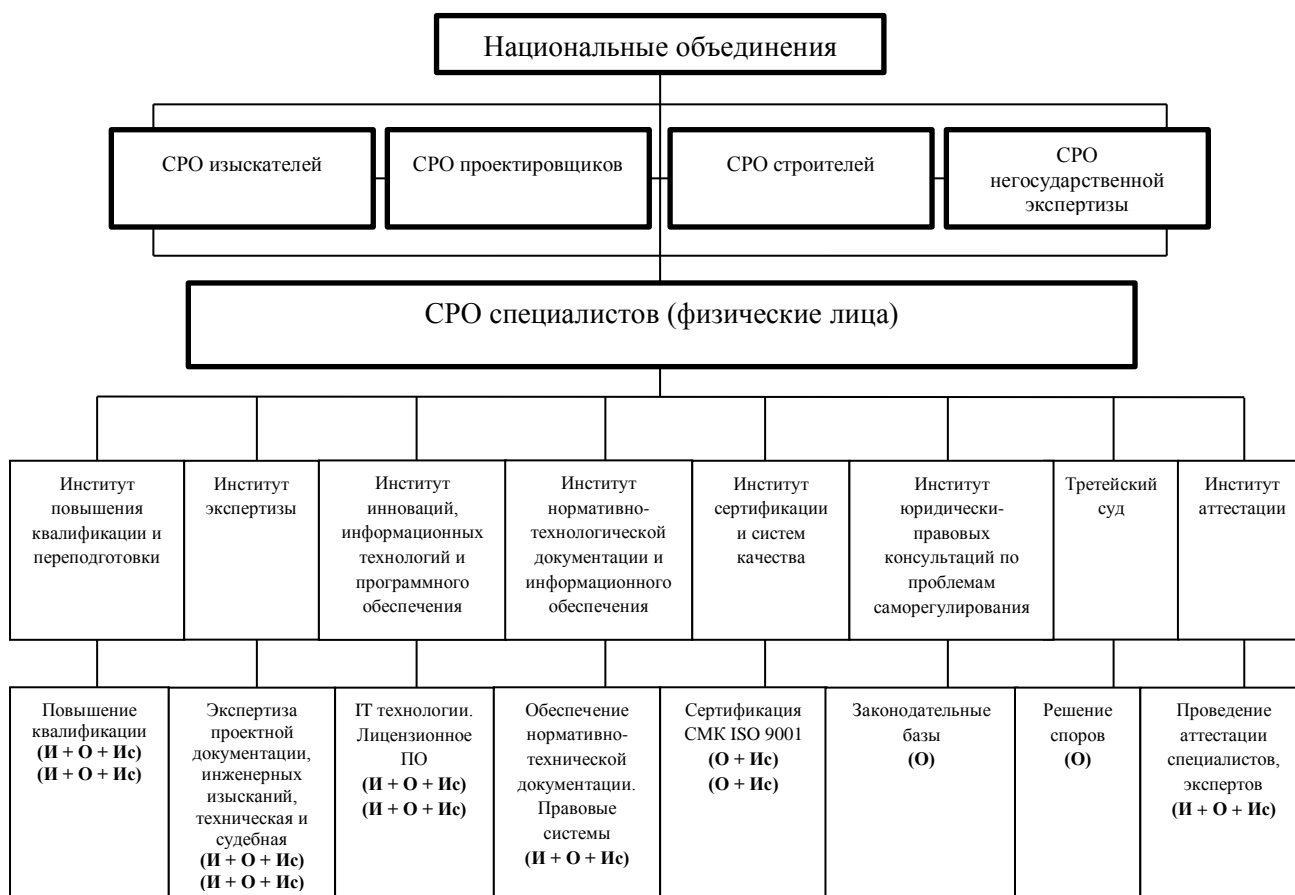 Национальные объединения
СРО изыскателей
СРО проектировщиков
СРО строителей
СРО
негосударственной
экспертизы
СРО специалистов (физические лица)
Институт
повышения
квалификации и
переподготовки
Институт
экспертизы
Институт
инноваций,
информационных
технологий и
программного
обеспечения
Институт
нормативно-
технологической
документации и
информационного
обеспечения
Институт
сертификации
и систем
качества
Институт
юридически-
правовых
консультаций по
проблемам
саморегулирования
Третейский
суд
Институт
аттестации
Повышение
квалификации
(И + О + Ис)
(И + О + Ис)
Экспертиза
проектной
документации,
инженерных
изысканий,
техническая и
судебная
(И + О + Ис)
(И + О + Ис)
IT технологии.
Лицензионное
ПО
(И + О + Ис)
(И + О + Ис)
Обеспечение
нормативно-
технической
документации.
Правовые
системы
(И + О + Ис)
Сертификация
СМК ISO 9001
(О + Ис)
(О + Ис)
Законодательные
базы
(О)
Решение
споров
(О)
Проведение
аттестации
специалистов,
экспертов
(И + О + Ис)